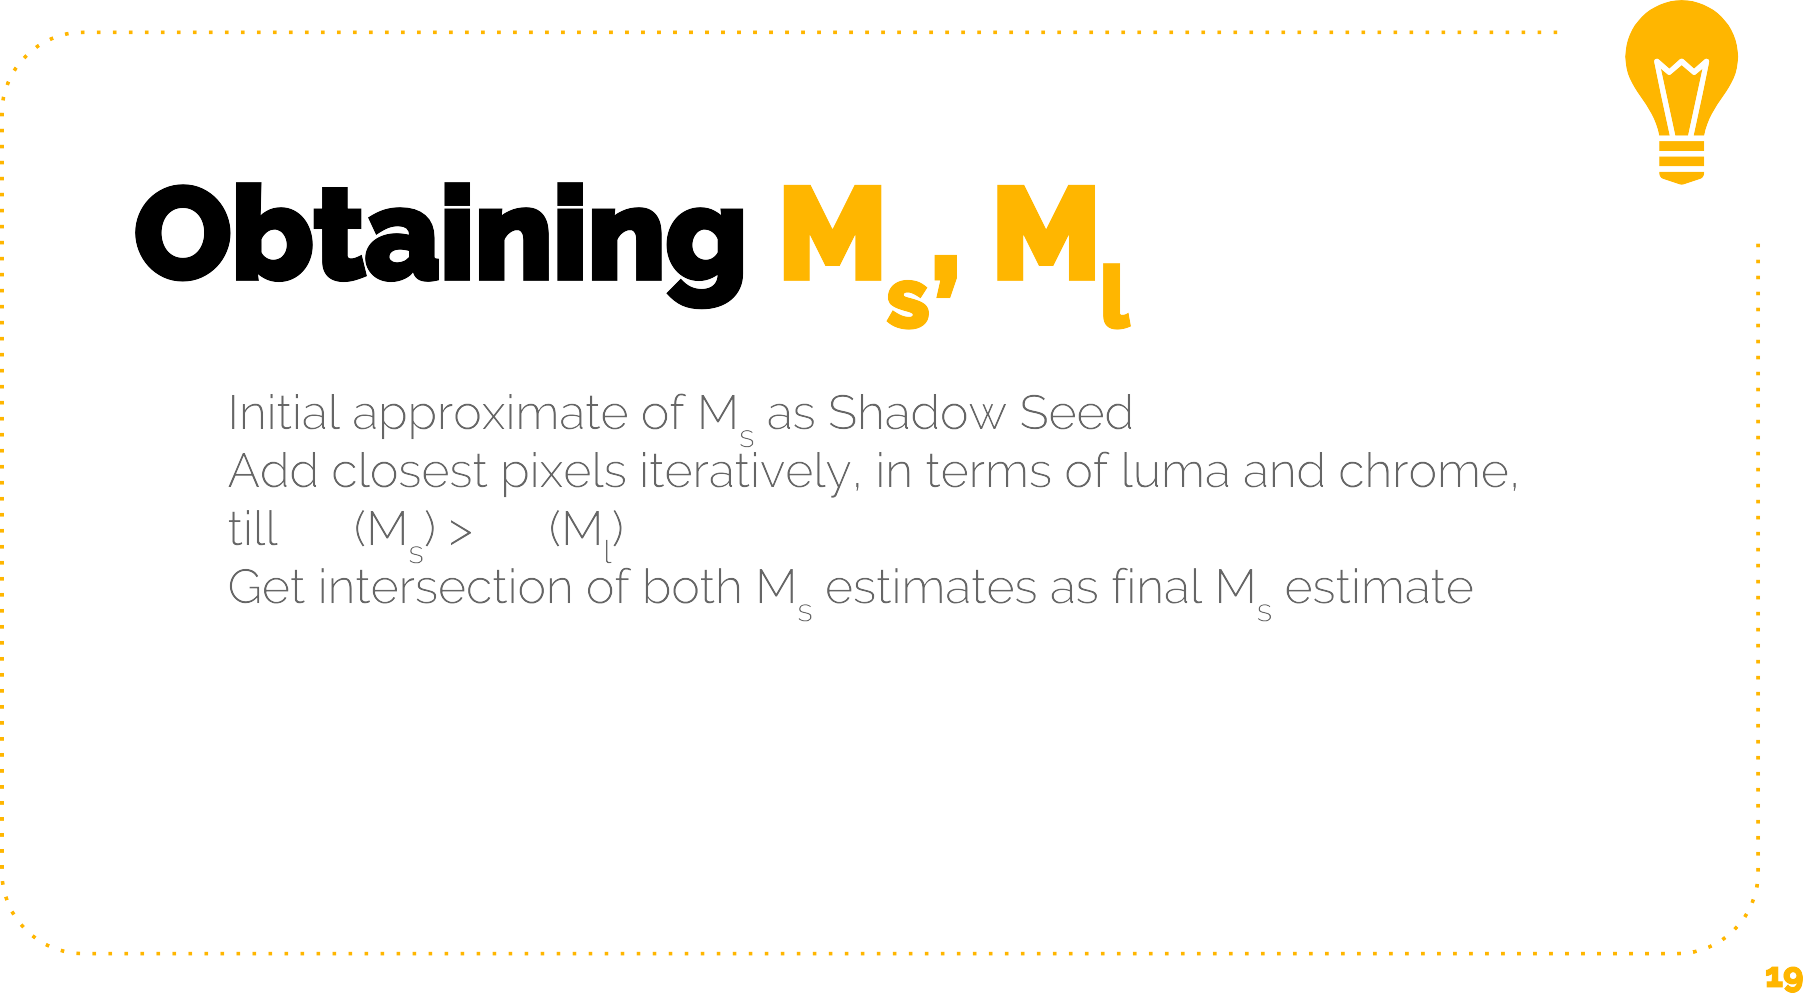 Obtaining Mₛ, Mₗ
Initial approximate of Mₛ as Shadow Seed
Add closest pixels iteratively, in terms of luma and chrome,
till (Mₛ) > (Mₗ)
Get intersection of both Mₛ estimates as final Mₛ estimate
19